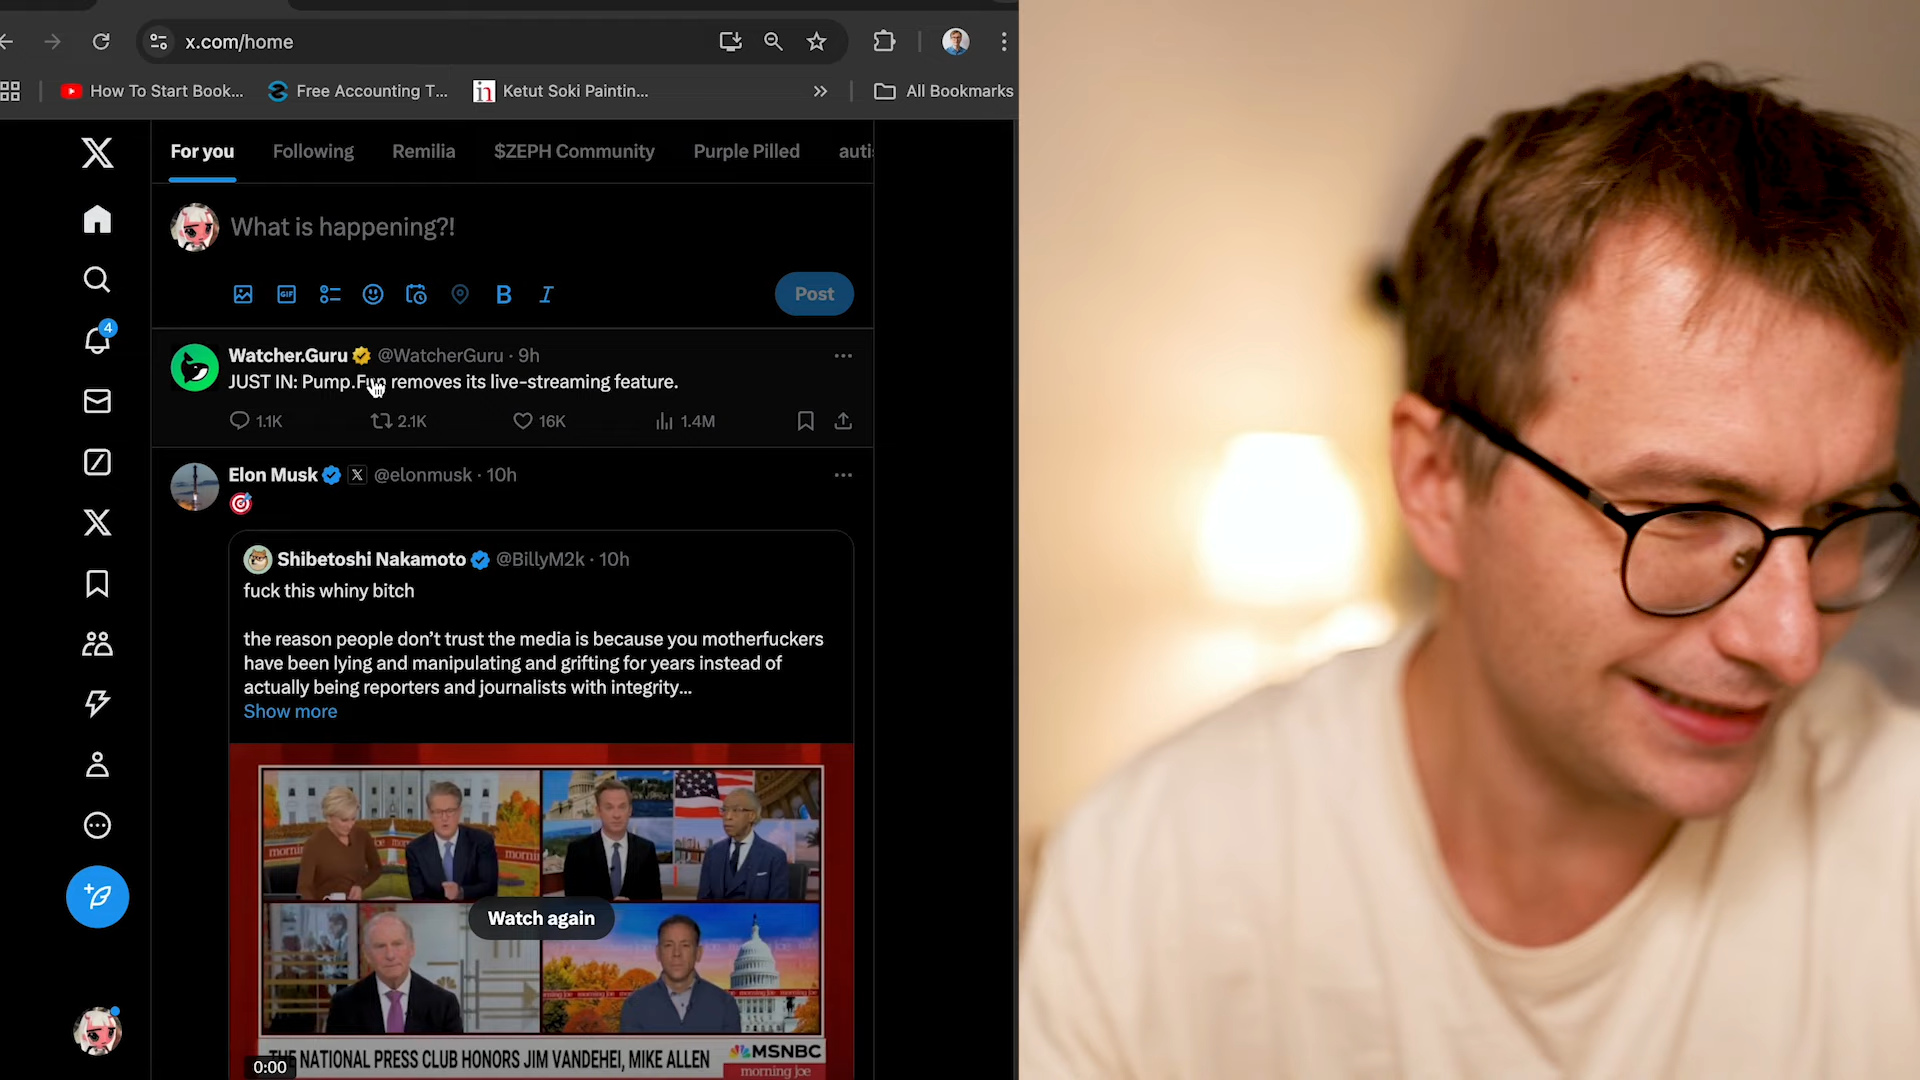 x.com/home
How To Start Book...
Free Accounting T...
in
Ketut Soki Paintin...
»
All Bookmarks
For you
Following
Remilia
$ZEPH Community
Purple Pilled
auti
What is happening?!
GIF
B
I
Post
4
Watcher.Guru @WatcherGuru · 9h
JUST IN: Pump.Fun removes its live-streaming feature.
1.1K
2.1K
16K
1.4M
Elon Musk X @elonmusk · 10h
Shibetoshi Nakamoto @BillyM2k · 10h
fuck this whiny bitch
the reason people don't trust the media is because you motherfuckers
have been lying and manipulating and grifting for years instead of
actually being reporters and journalists with integrity...
Show more
Watch again
THE NATIONAL PRESS CLUB HONORS JIM VANDEHEI, MIKE ALLEN
MSNBC
morning joe
0:00